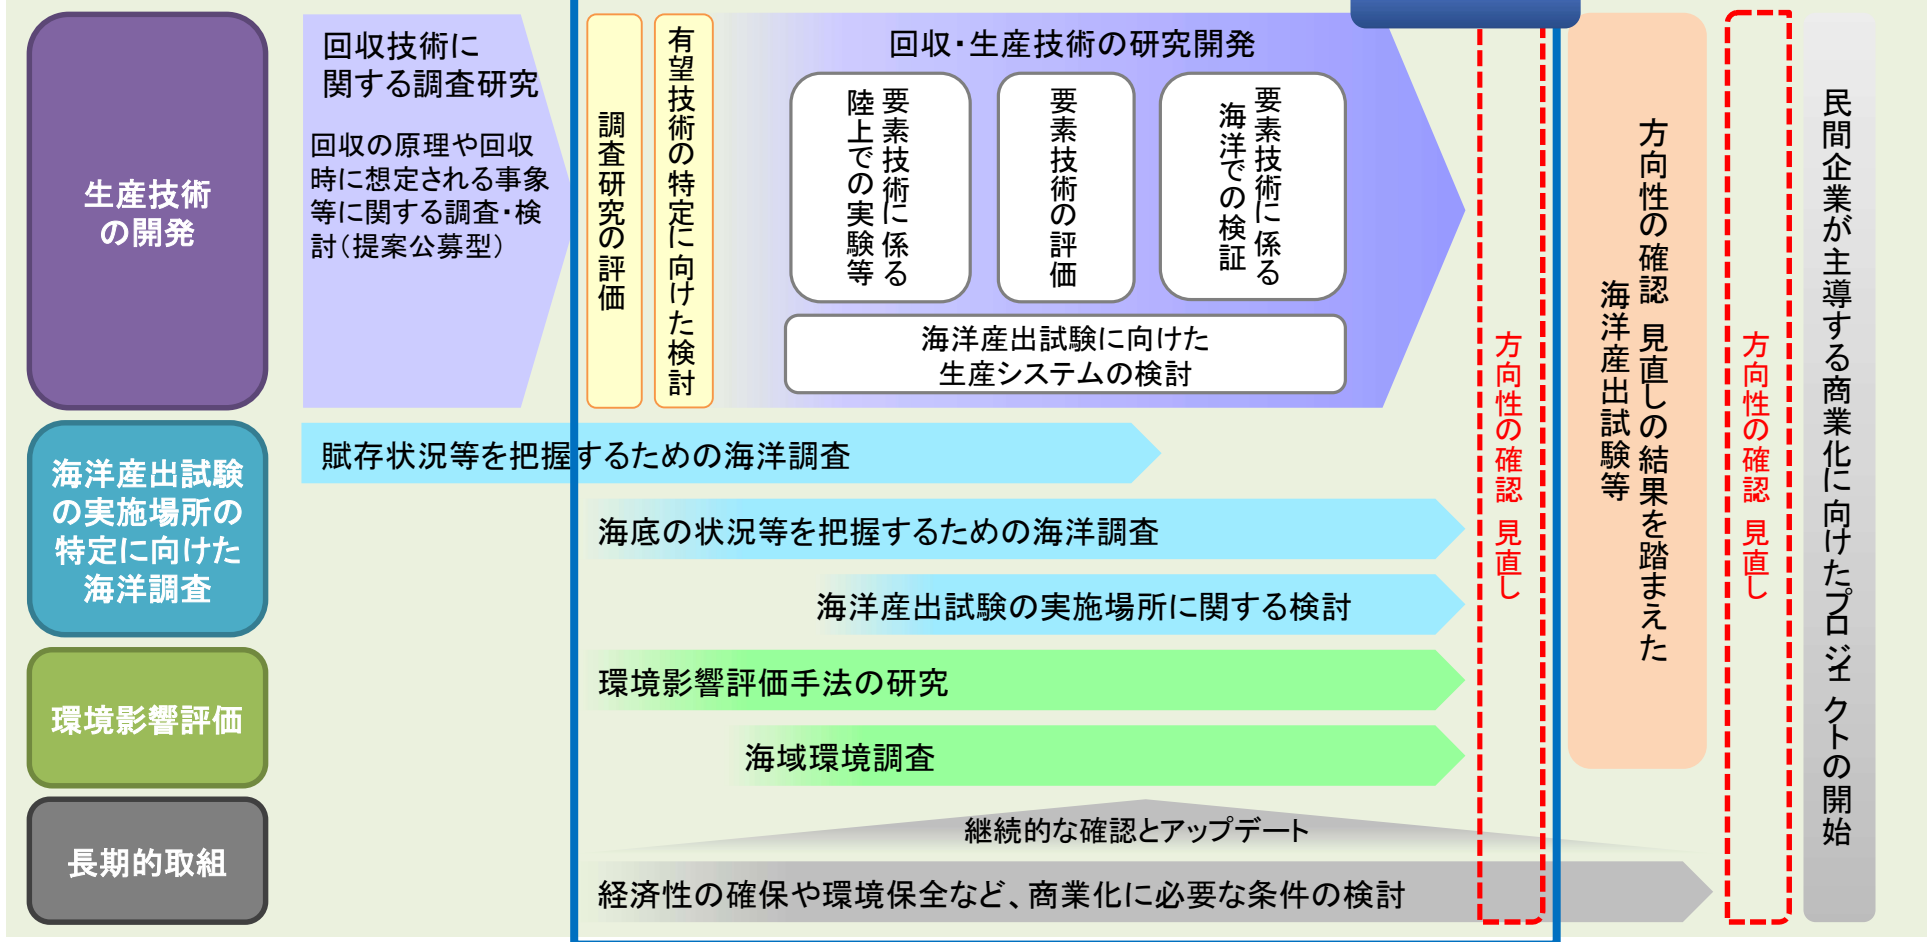 生産技術
の開発
回収技術に
関する調査研究
回収の原理や回収
時に想定される事象
等に関する調査・検
討（提案公募型）
調査研究の評価
有望技術の特定に向けた検討
回収・生産技術の研究開発
要素技術に係る
陸上での実験等
要素技術の評価
要素技術に係る
海洋での検証
海洋産出試験に向けた
生産システムの検討
海洋産出試験
の実施場所の
特定に向けた
海洋調査
賦存状況等を把握するための海洋調査
海底の状況等を把握するための海洋調査
海洋産出試験の実施場所に関する検討
環境影響評価
環境影響評価手法の研究
海域環境調査
長期的取組
継続的な確認とアップデート
経済性の確保や環境保全など、商業化に必要な条件の検討
方向性の確認 見直し
方向性の確認 見直しの結果を踏まえた
海洋産出試験等
方向性の確認 見直し
民間企業が主導する商業化に向けたプロジェクトの開始